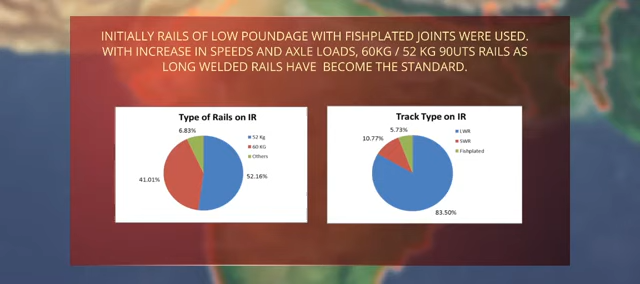 INITIALLY RAILS OF LOW POUNDAGE WITH FISHPLATED JOINTS WERE USED.
WITH INCREASE IN SPEEDS AND AXLE LOADS, 60KG / 52 KG 90UTS RAILS AS
LONG WELDED RAILS HAVE BECOME THE STANDARD.
Type of Rails on IR
6.83%
52 Kg
60 KG
Others
41.01%
52.16%
Track Type on IR
5.73%
10.77%
LWR
SWR
Fishplated
83.50%